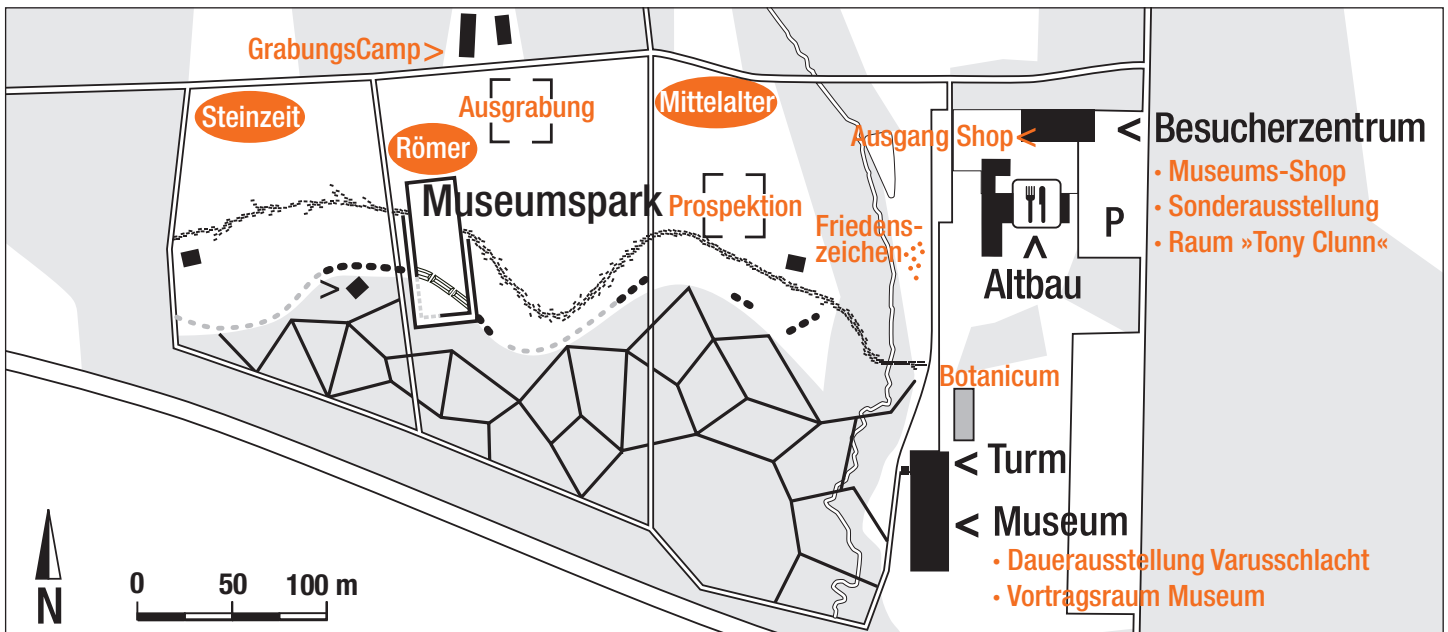 GrabungsCamp >
Steinzeit
Ausgrabung
Mittelalter
Römer
Ausgang Shop <
< Besucherzentrum
• Museums-Shop
• Sonderausstellung
• Raum »Tony Clunn«
Museumspark
Prospektion
Friedens-
zeichen
P
>
Altbau
>
Botanicum
< Turm
< Museum
• Dauerausstellung Varusschlacht
• Vortragsraum Museum
N
0 50 100 m